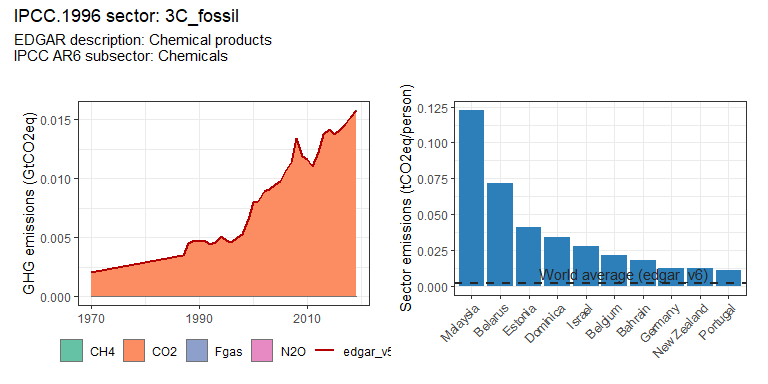 IPCC.1996 sector: 3C_fossil
EDGAR description: Chemical products
IPCC AR6 subsector: Chemicals
GHG emissions (GtCO2eq)
0.015
0.010
0.005
0.000
1970
1990
2010
CH4
CO2
Fgas
N2O
edgar_v5
Sector emissions (tCO2eq/person)
0.125
0.100
0.075
0.050
0.025
0.000
World average (edgar_v6)
Malaysia
Belarus
Estonia
Dominica
Israel
Belgium
Bahrain
Germany
New Zealand
Portugal